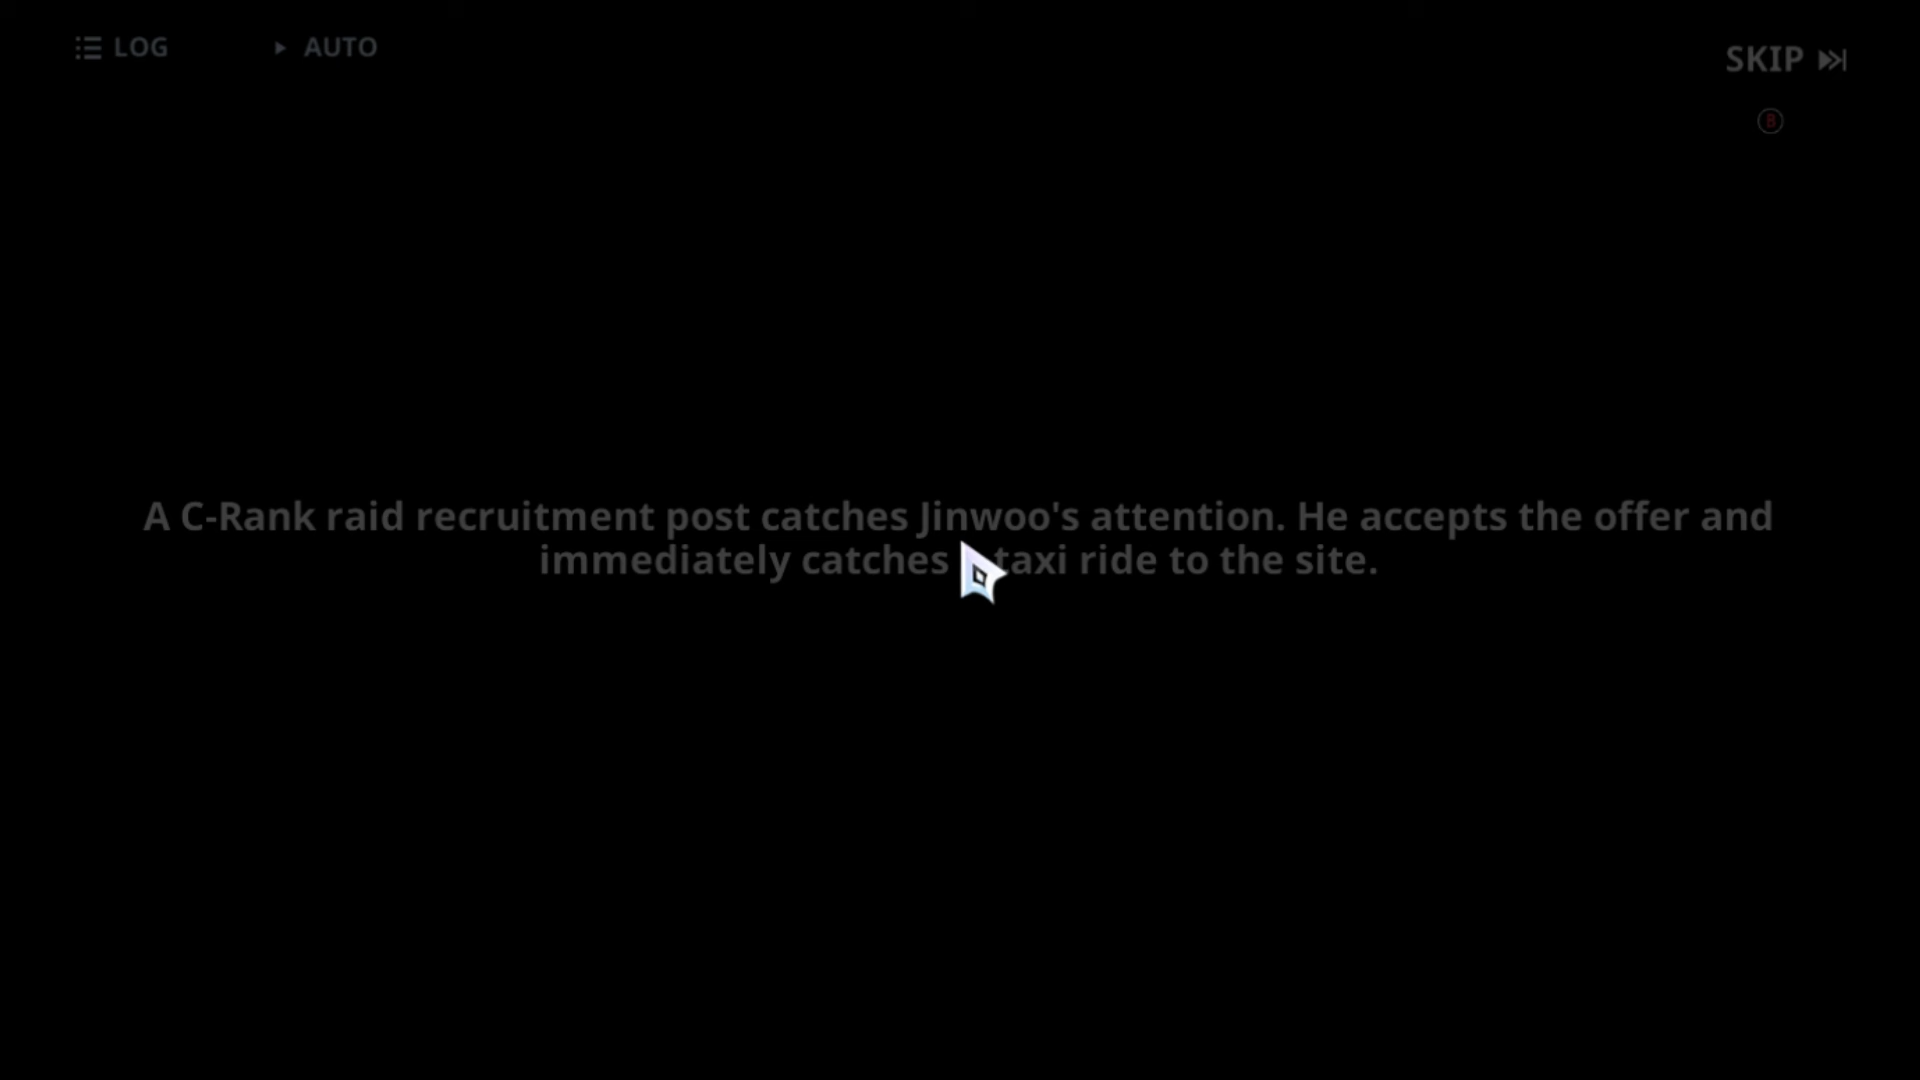 LOG
AUTO
SKIP
B
A C-Rank raid recruitment post catches Jinwoo's attention. He accepts the offer and
immediately catches taxi ride to the site.